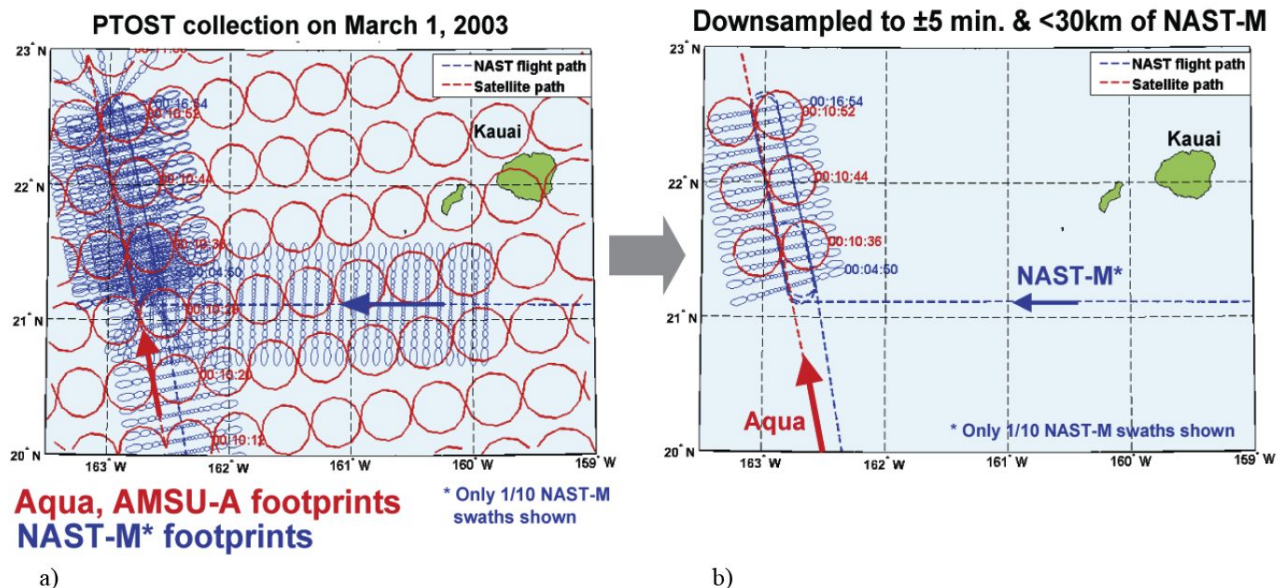 PTOST collection on March 1, 2003
23°N
22°N
21°N
20°N
163°W
162°W
161°W
160°W
159°W
NAST flight path
Satellite path
Kauai
00:16:54
00:10:52
00:10:44
00:10:36
00:04:50
00:10:20
00:10:12
Aqua, AMSU-A footprints
NAST-M* footprints
* Only 1/10 NAST-M
swaths shown
a)
Downsampled to ±5 min. & <30km of NAST-M
23°N
22°N
21°N
20°N
163°W
162°W
161°W
160°W
159°W
NAST flight path
Satellite path
Kauai
00:16:54
00:10:52
00:10:44
00:10:36
00:04:50
NAST-M*
Aqua
* Only 1/10 NAST-M swaths shown
b)